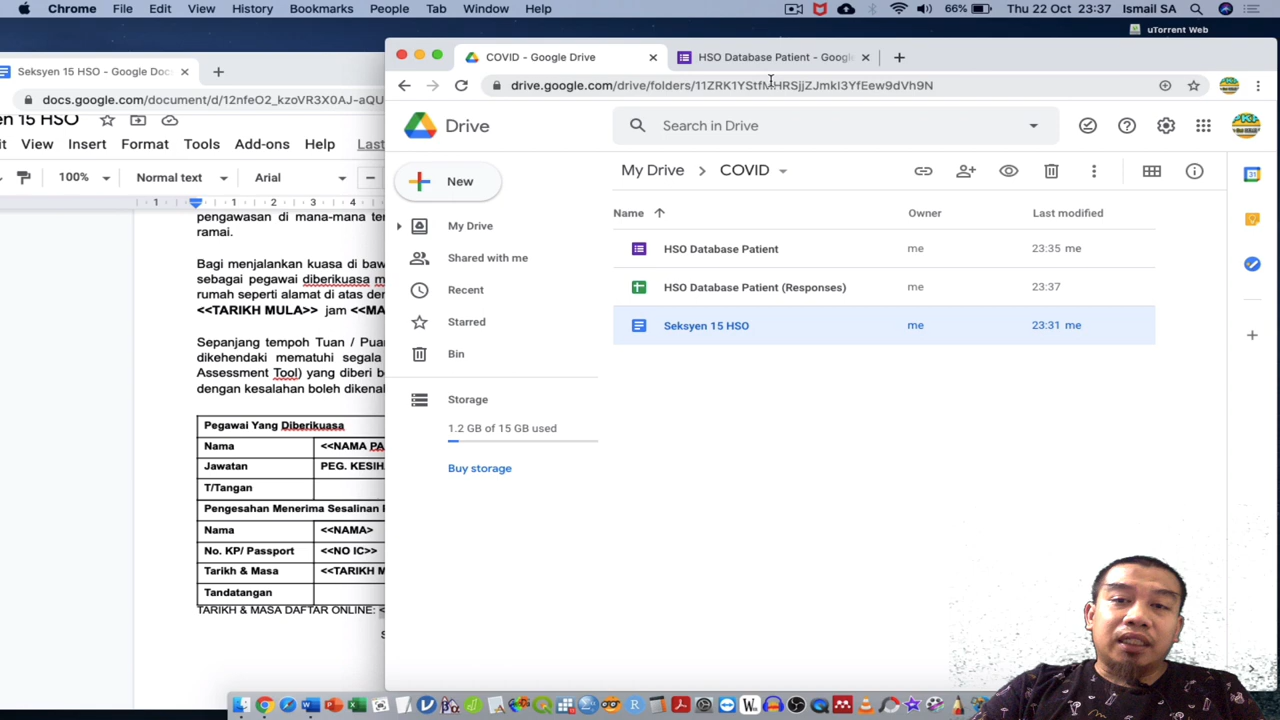 Chrome File Edit View History Bookmarks People Tab Window Help 66% Thu 22 Oct 23:37 Ismail SA
uTorrent Web
Seksyen 15 HSO - Google Doc
COVID - Google Drive
HSO Database Patient - Googl
docs.google.com/document/d/12nfeO2_kzoVR3X0AJ-aQU
drive.google.com/drive/folders/11ZRK1YStfMHRSjjZJmkI3YfEew9dVh9N
en 15 HSO
Drive
Search in Drive
it View Insert Format Tools Add-ons Help Last
100% Normal text Arial
New
My Drive > COVID
1 1 2 3 4
Name Owner Last modified
My Drive
Shared with me
Recent
Starred
Bin
Storage
1.2 GB of 15 GB used
Buy storage
HSO Database Patient me 23:35 me
HSO Database Patient (Responses) me 23:37
Seksyen 15 HSO me 23:31 me
pengawasan di mana-mana te
ramai.
Bagi menjalankan kuasa di baw
sebagai pegawai diberikuasa m
rumah seperti alamat di atas de
<<TARIKH MULA>> jam <<MA
Sepanjang tempoh Tuan / Pua
dikehendaki mematuhi segala
Assessment Tool) yang diberi b
dengan kesalahan boleh dikena
Pegawai Yang Diberikuasa
Nama <<NAMA PA
Jawatan PEG. KESIH
T/Tangan
Pengesahan Menerima Sesalinan
Nama <<NAMA>
No. KP/ Passport <<NO IC>>
Tarikh & Masa <<TARIKH M
Tandatangan
TARIKH & MASA DAFTAR ONLINE: <
S